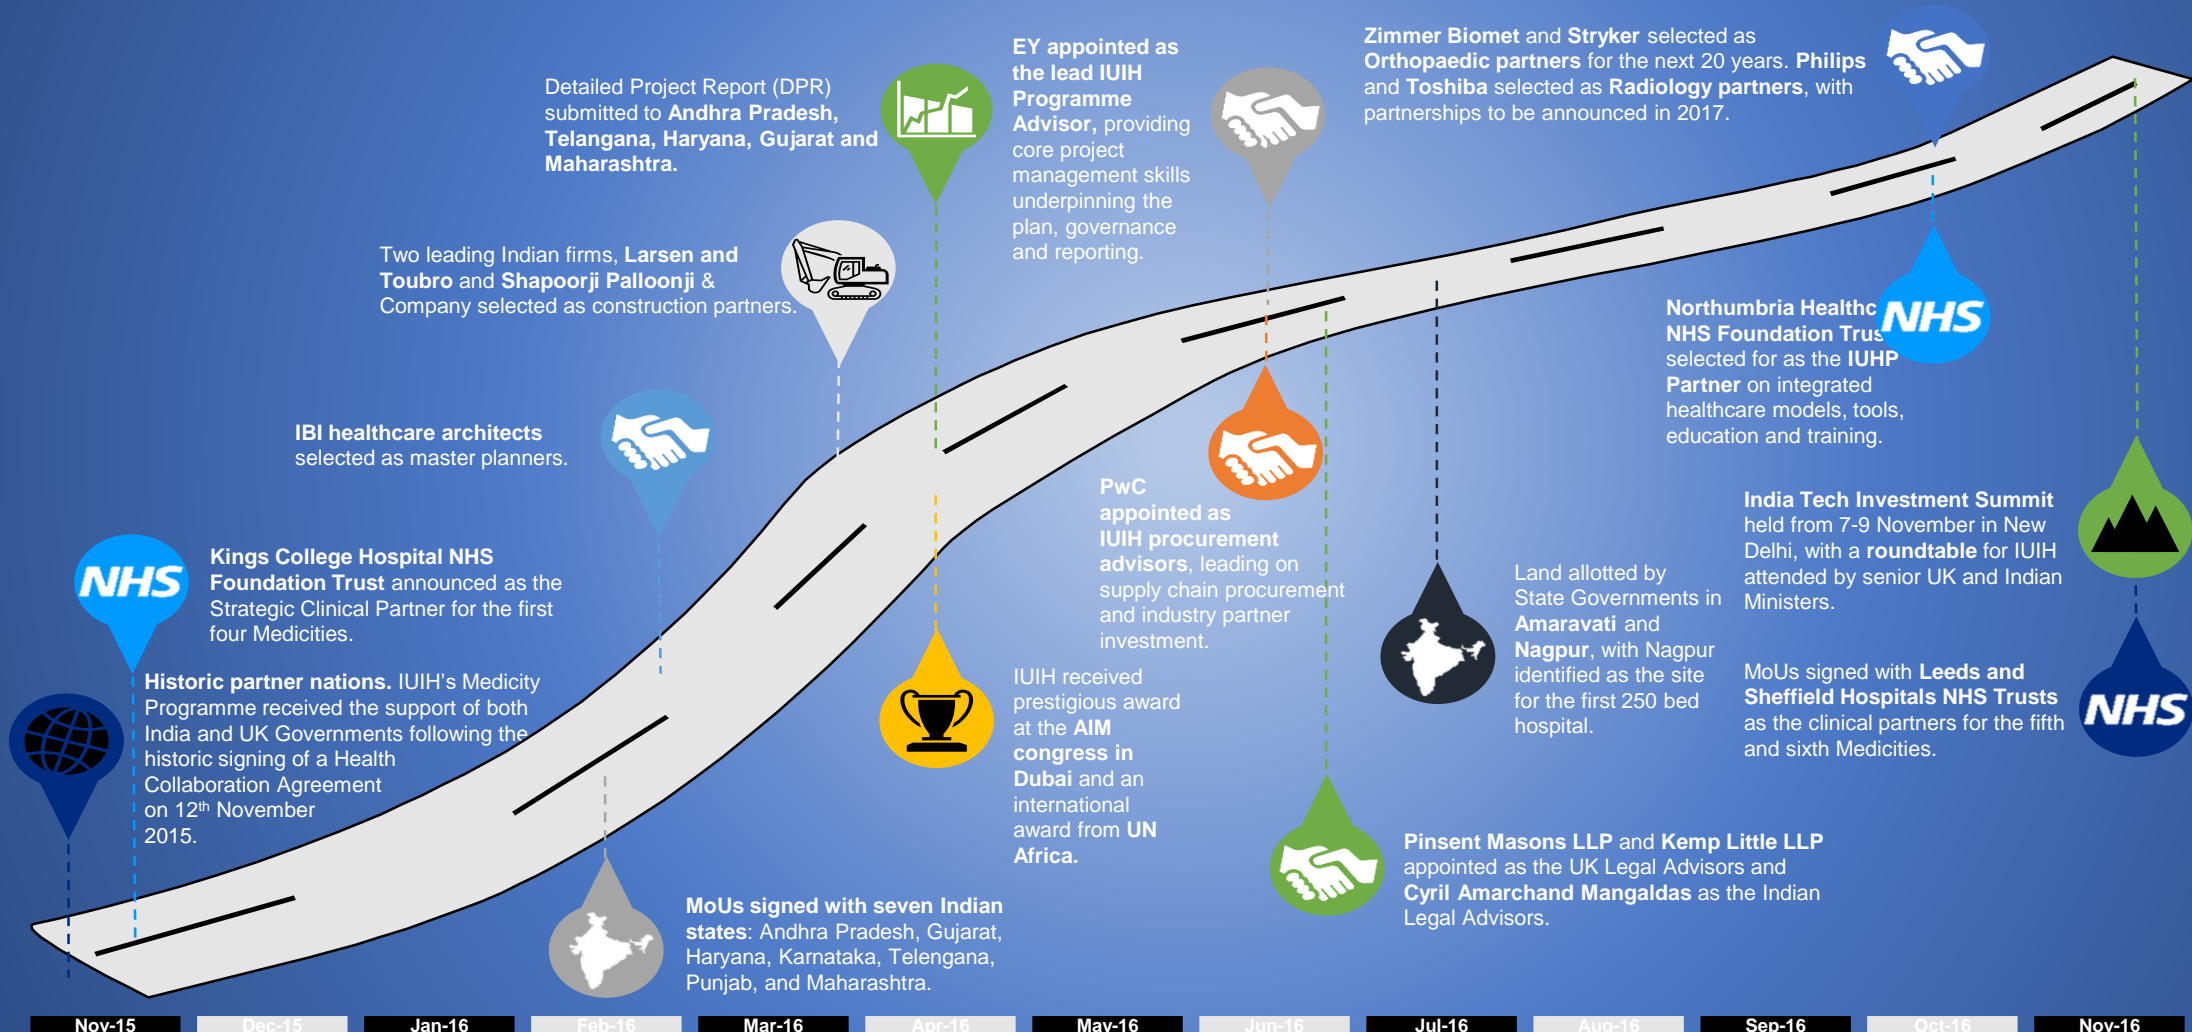 Zimmer Biomet and Stryker selected as
Orthopaedic partners for the next 20 years. Philips
and Toshiba selected as Radiology partners, with
partnerships to be announced in 2017.
EY appointed as
the lead IUIH
Programme
Advisor, providing
core project
management skills
underpinning the
plan, governance
and reporting.
Detailed Project Report (DPR)
submitted to Andhra Pradesh,
Telangana, Haryana, Gujarat and
Maharashtra.
Two leading Indian firms, Larsen and
Toubro and Shapoorji Palloonji &
Company selected as construction partners.
Northumbria Healthc
NHS Foundation Trus
selected for as the IUHP
Partner on integrated
healthcare models, tools,
education and training.
NHS
IBI healthcare architects
selected as master planners.
PwC
appointed as
IUIH procurement
advisors, leading on
supply chain procurement
and industry partner
investment.
India Tech Investment Summit
held from 7-9 November in New
Delhi, with a roundtable for IUIH
attended by senior UK and Indian
Ministers.
NHS
Kings College Hospital NHS
Foundation Trust announced as the
Strategic Clinical Partner for the first
four Medicities.
Land allotted by
State Governments in
Amaravati and
Nagpur, with Nagpur
identified as the site
for the first 250 bed
hospital.
Historic partner nations. IUIH's Medicity
Programme received the support of both
India and UK Governments following the
historic signing of a Health
Collaboration Agreement
on 12th November
2015.
IUIH received
prestigious award
at the AIM
congress in
Dubai and an
international
award from UN
Africa.
MoUs signed with Leeds and
Sheffield Hospitals NHS Trusts
as the clinical partners for the fifth
and sixth Medicities.
NHS
Pinsent Masons LLP and Kemp Little LLP
appointed as the UK Legal Advisors and
Cyril Amarchand Mangaldas as the Indian
Legal Advisors.
MoUs signed with seven Indian
states: Andhra Pradesh, Gujarat,
Haryana, Karnataka, Telengana,
Punjab, and Maharashtra.
Nov-15 Dec-15 Jan-16 Feb-16 Mar-16 Apr-16 May-16 Jun-16 Jul-16 Aug-16 Sep-16 Oct-16 Nov-16